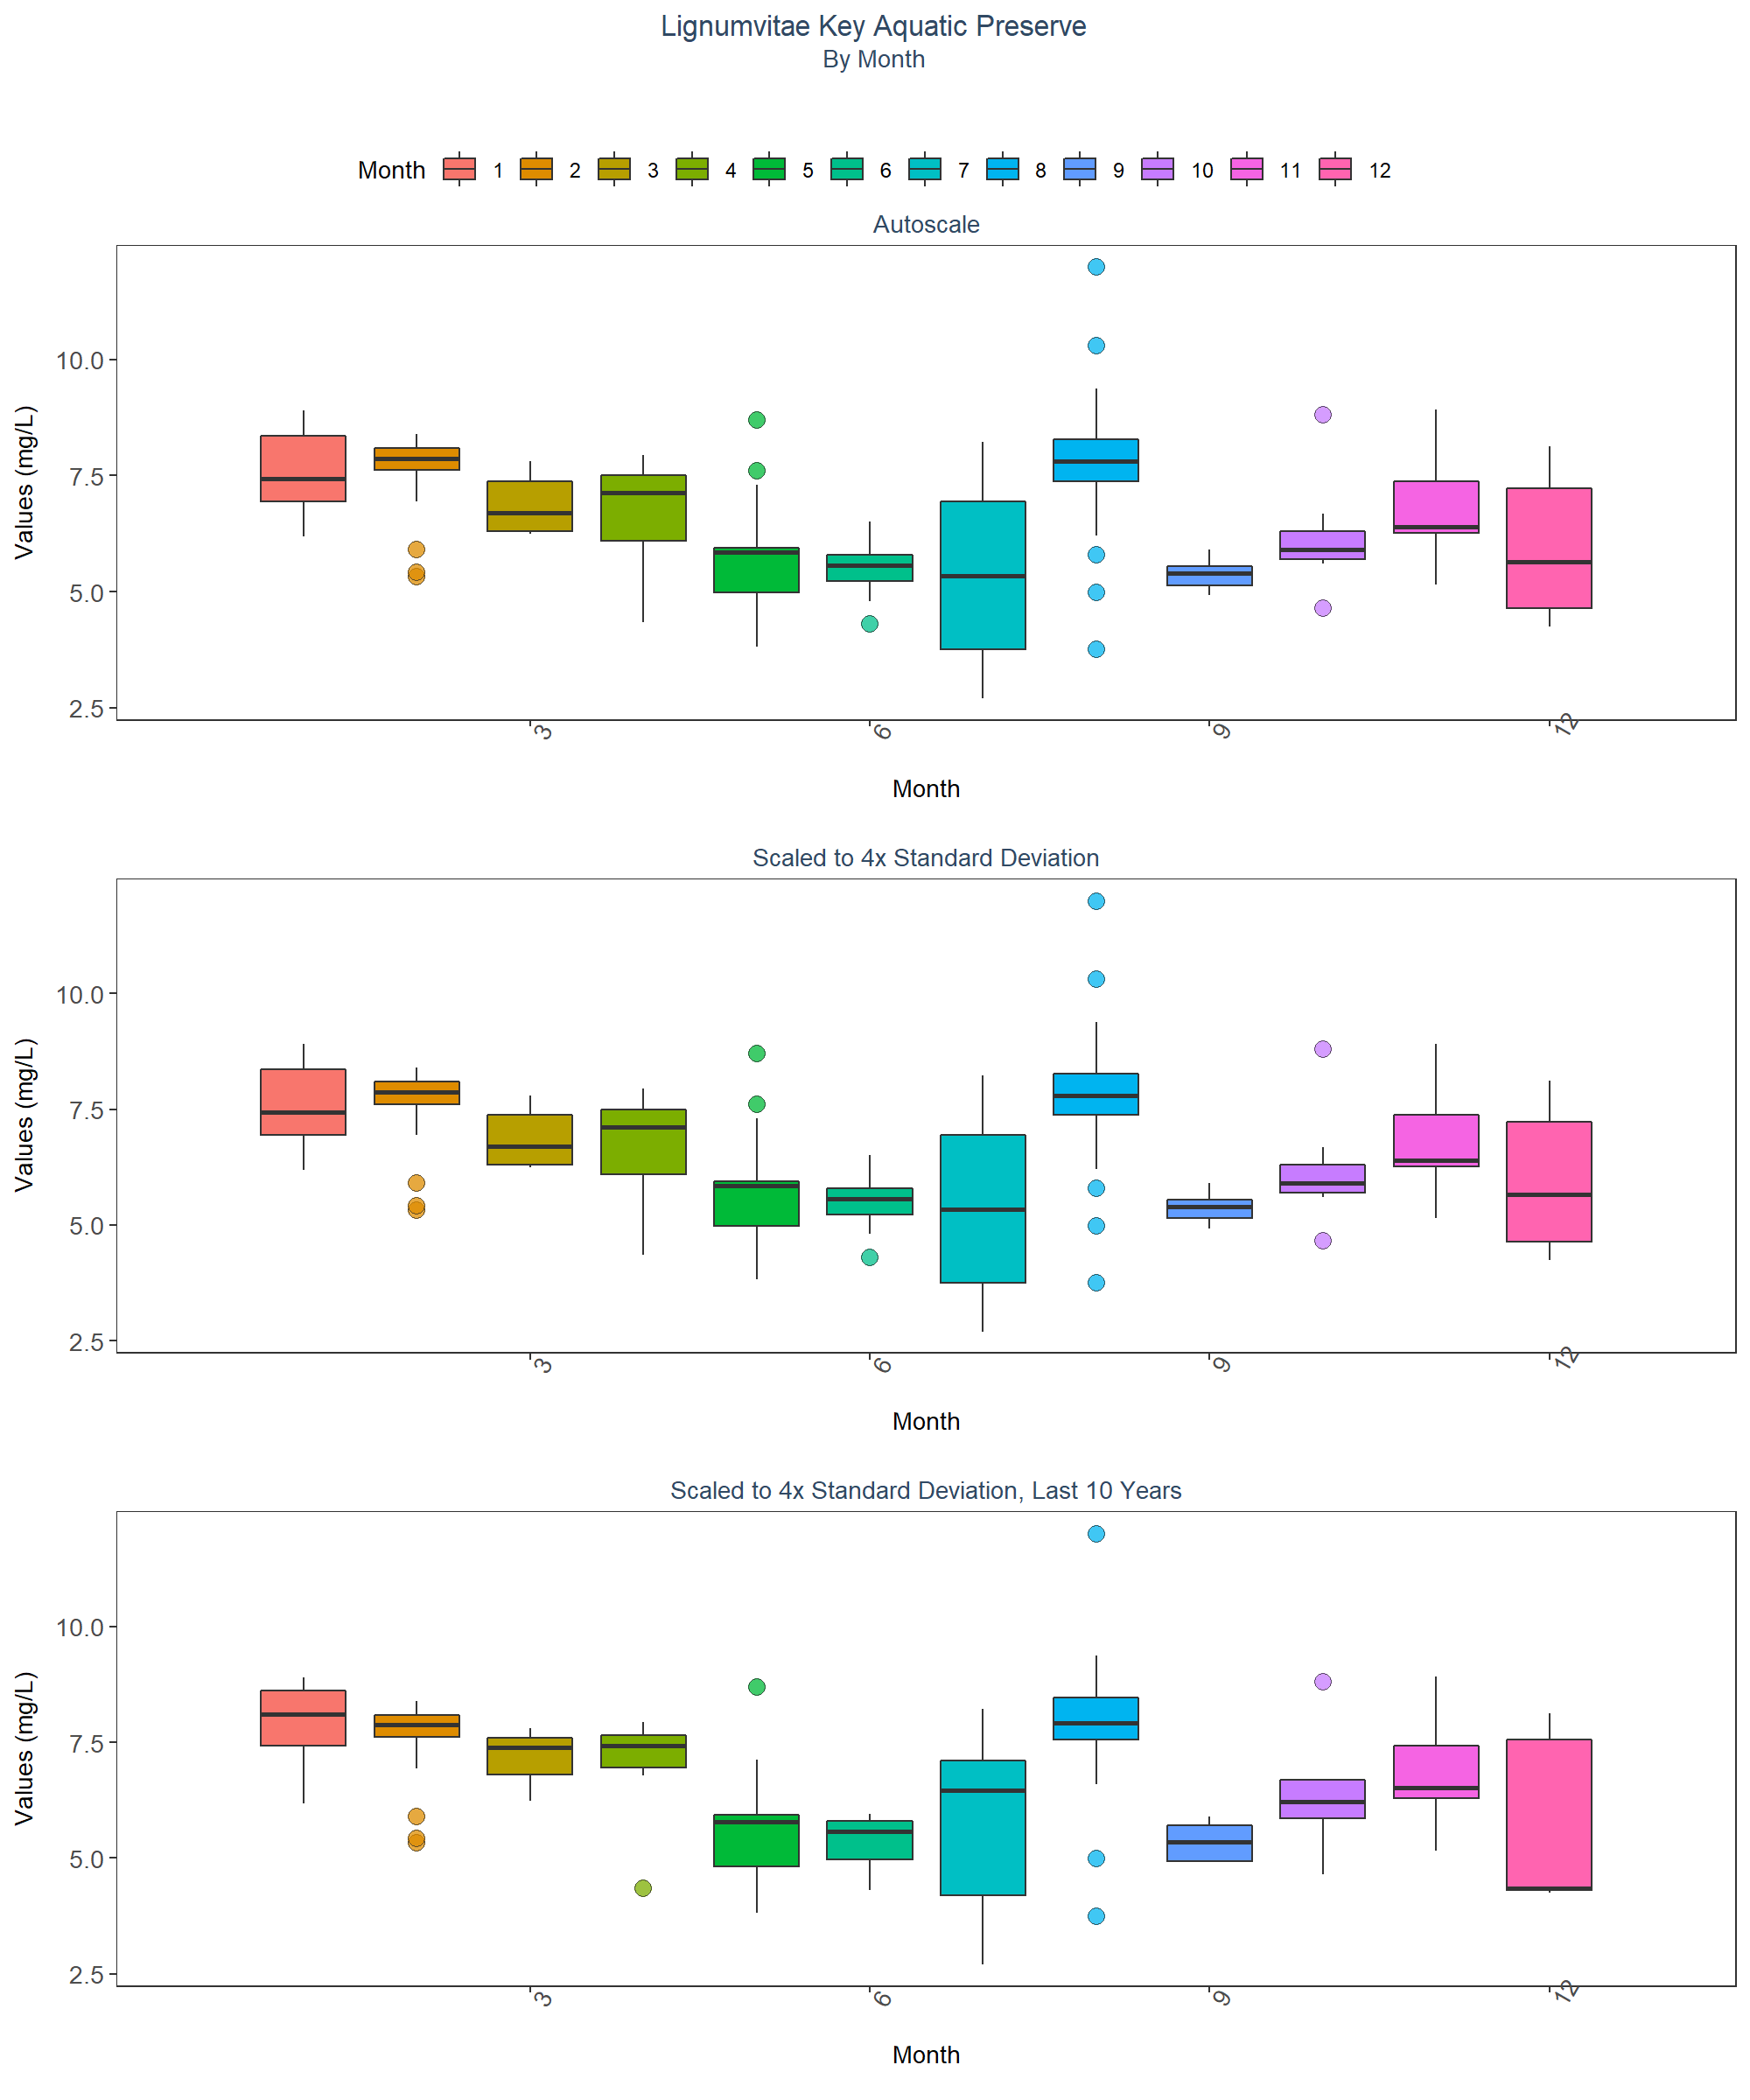 Lignumvitae Key Aquatic Preserve
By Month
Month 1 2 3 4 5 6 7 8 9 10 11 12
Autoscale
Values (mg/L)
10.0
7.5
5.0
2.5
3 6 9 12
Month
Scaled to 4x Standard Deviation
Values (mg/L)
10.0
7.5
5.0
2.5
3 6 9 12
Month
Scaled to 4x Standard Deviation, Last 10 Years
Values (mg/L)
10.0
7.5
5.0
2.5
3 6 9 12
Month